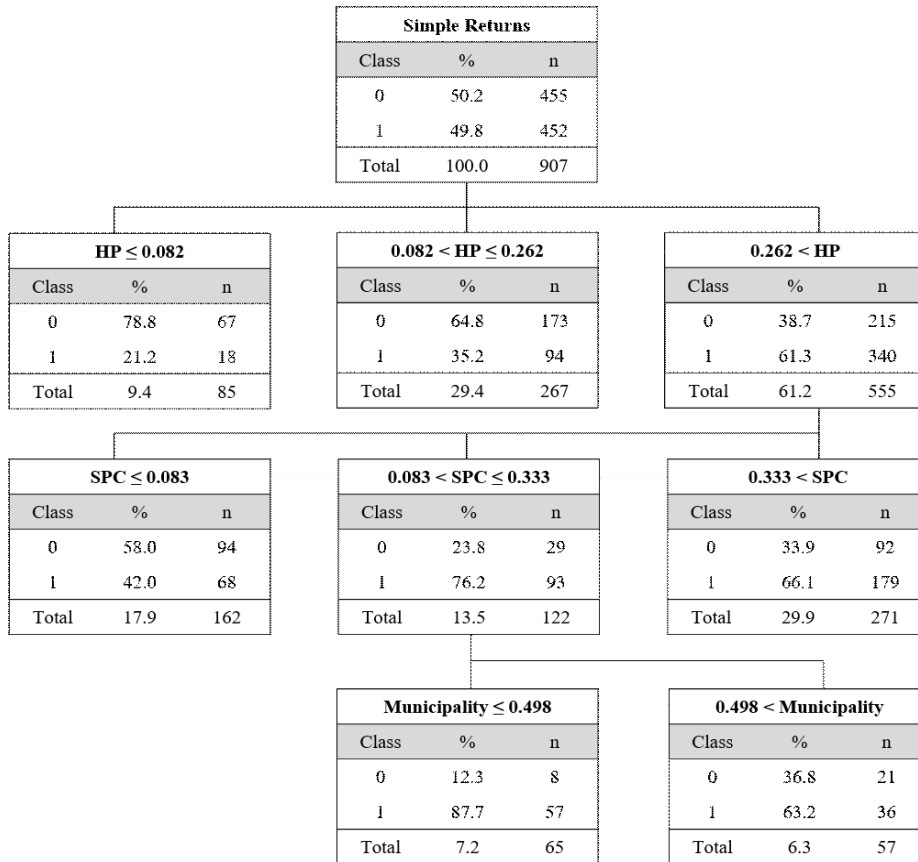 Simple Returns
Class % n
0 50.2 455
1 49.8 452
Total 100.0 907
HP ≤ 0.082
Class % n
0 78.8 67
1 21.2 18
Total 9.4 85
0.082 < HP ≤ 0.262
Class % n
0 64.8 173
1 35.2 94
Total 29.4 267
0.262 < HP
Class % n
0 38.7 215
1 61.3 340
Total 61.2 555
SPC ≤ 0.083
Class % n
0 58.0 94
1 42.0 68
Total 17.9 162
0.083 < SPC ≤ 0.333
Class % n
0 23.8 29
1 76.2 93
Total 13.5 122
0.333 < SPC
Class % n
0 33.9 92
1 66.1 179
Total 29.9 271
Municipality ≤ 0.498
Class % n
0 12.3 8
1 87.7 57
Total 7.2 65
0.498 < Municipality
Class % n
0 36.8 21
1 63.2 36
Total 6.3 57